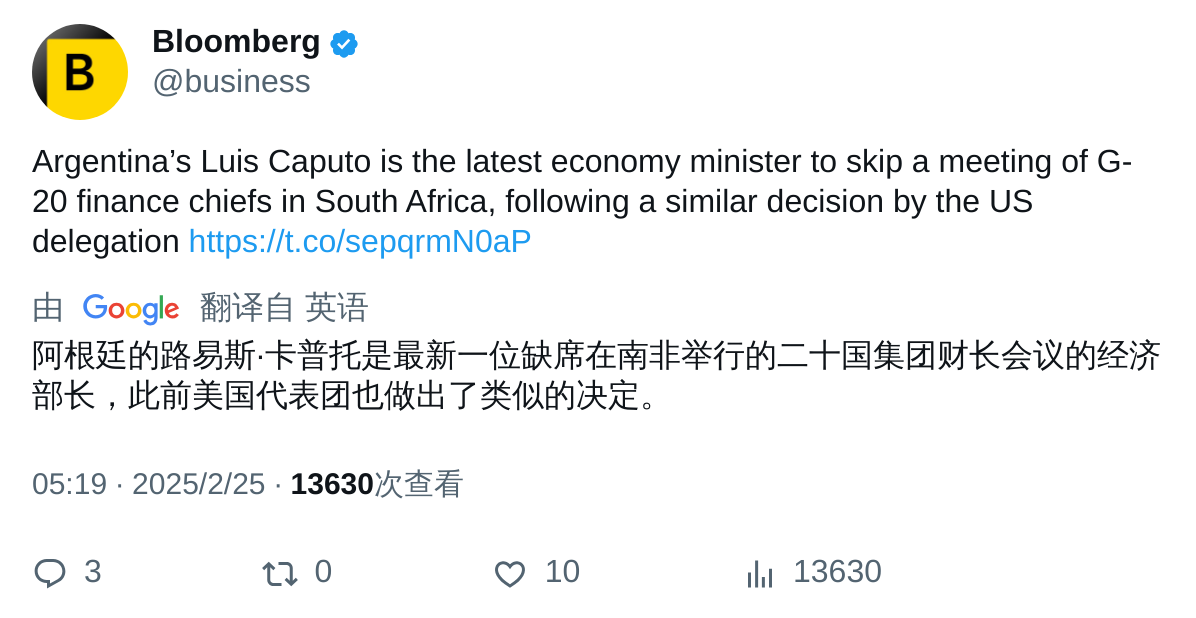 B
Bloomberg
@business
Argentina’s Luis Caputo is the latest economy minister to skip a meeting of G-
20 finance chiefs in South Africa, following a similar decision by the US
delegation https://t.co/sepqrmN0aP
由 Google 翻译自 英语
阿根廷的路易斯·卡普托是最新一位缺席在南非举行的二十国集团财长会议的经济
部长，此前美国代表团也做出了类似的决定。
05:19 · 2025/2/25 · 13630次查看
3 0 10 13630